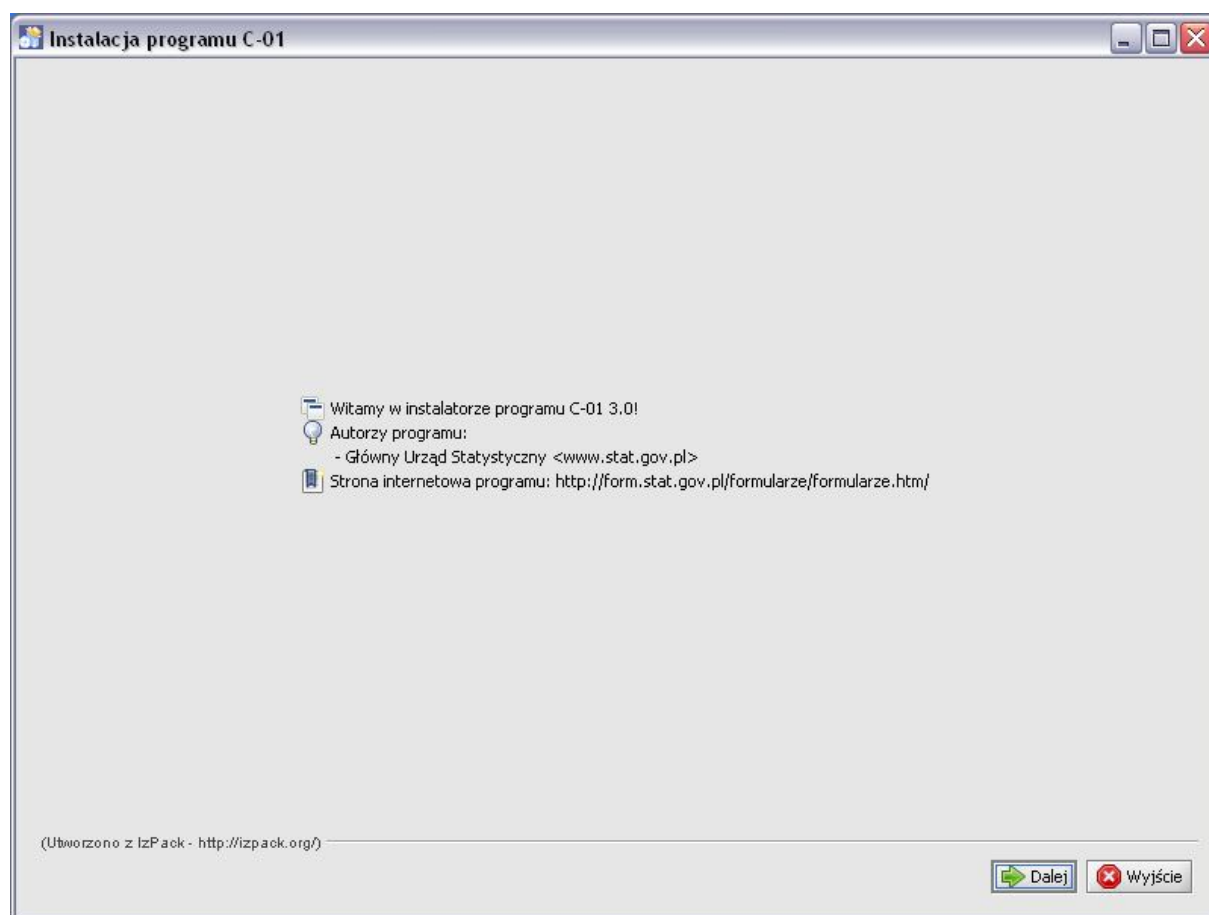 Instalacja programu C-01
Witamy w instalatorze programu C-01 3.0!
Autorzy programu:
- Główny Urząd Statystyczny <www.stat.gov.pl>
Strona internetowa programu: http://form.stat.gov.pl/formularze/formularze.htm/
(Utworzono z IzPack - http://izpack.org/)
Dalej
Wyjście